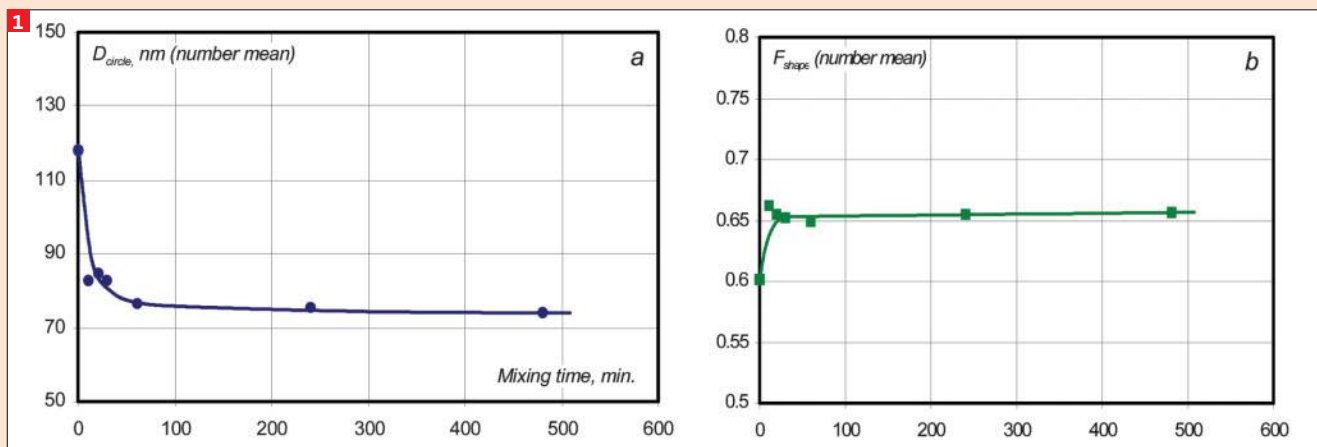 1
150
130
110
90
70
50
D circle, nm (number mean)
a
Mixing time, min.
0 100 200 300 400 500 600
0.8
0.75
0.7
0.65
0.6
0.55
0.5
F shape (number mean)
b
0 100 200 300 400 500 600